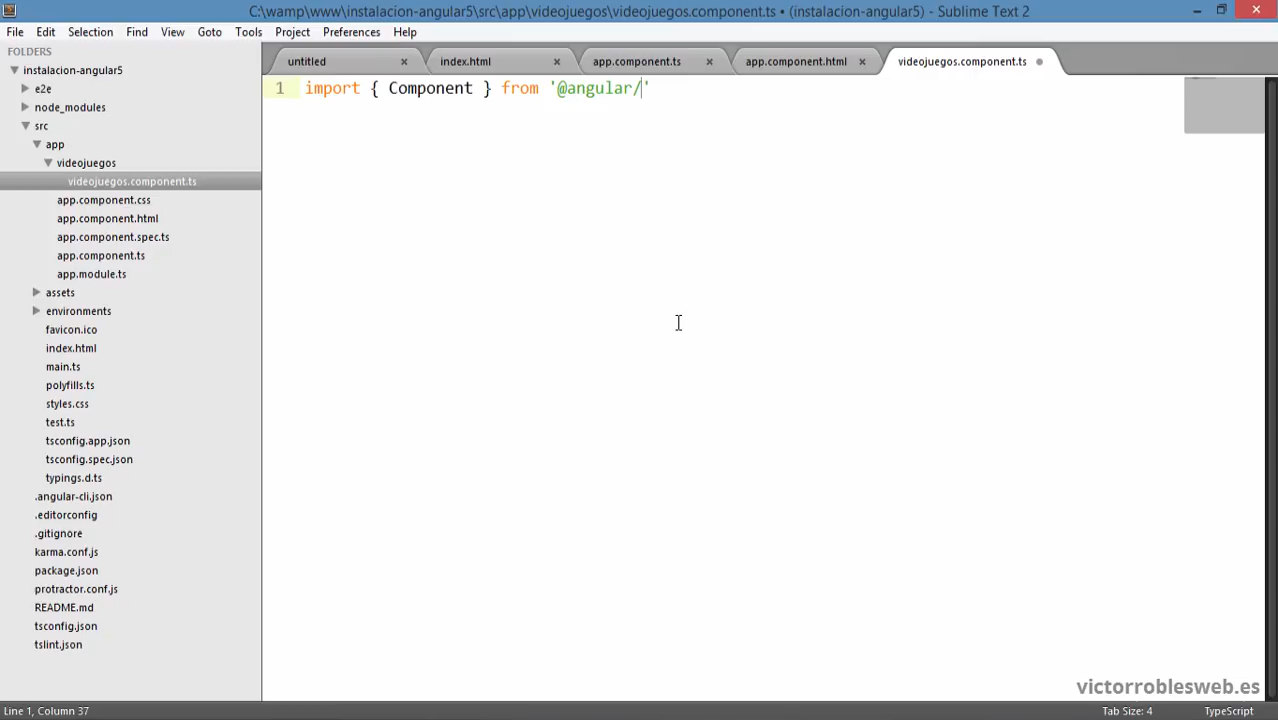 C:\wamp\www\instalacion-angular5\src\app\videojuegos\videojuegos.component.ts • (instalacion-angular5) - Sublime Text 2
File Edit Selection Find View Goto Tools Project Preferences Help
FOLDERS
instalacion-angular5
e2e
node_modules
src
app
videojuegos
videojuegos.component.ts
app.component.css
app.component.html
app.component.spec.ts
app.component.ts
app.module.ts
assets
environments
favicon.ico
index.html
main.ts
polyfills.ts
styles.css
test.ts
tsconfig.app.json
tsconfig.spec.json
typings.d.ts
.angular-cli.json
.editorconfig
.gitignore
karma.conf.js
package.json
protractor.conf.js
README.md
tsconfig.json
tslint.json
untitled index.html app.component.ts app.component.html videojuegos.component.ts
1 import { Component } from '@angular/'
victorroblesweb.es
Line 1, Column 37 Tab Size: 4 TypeScript